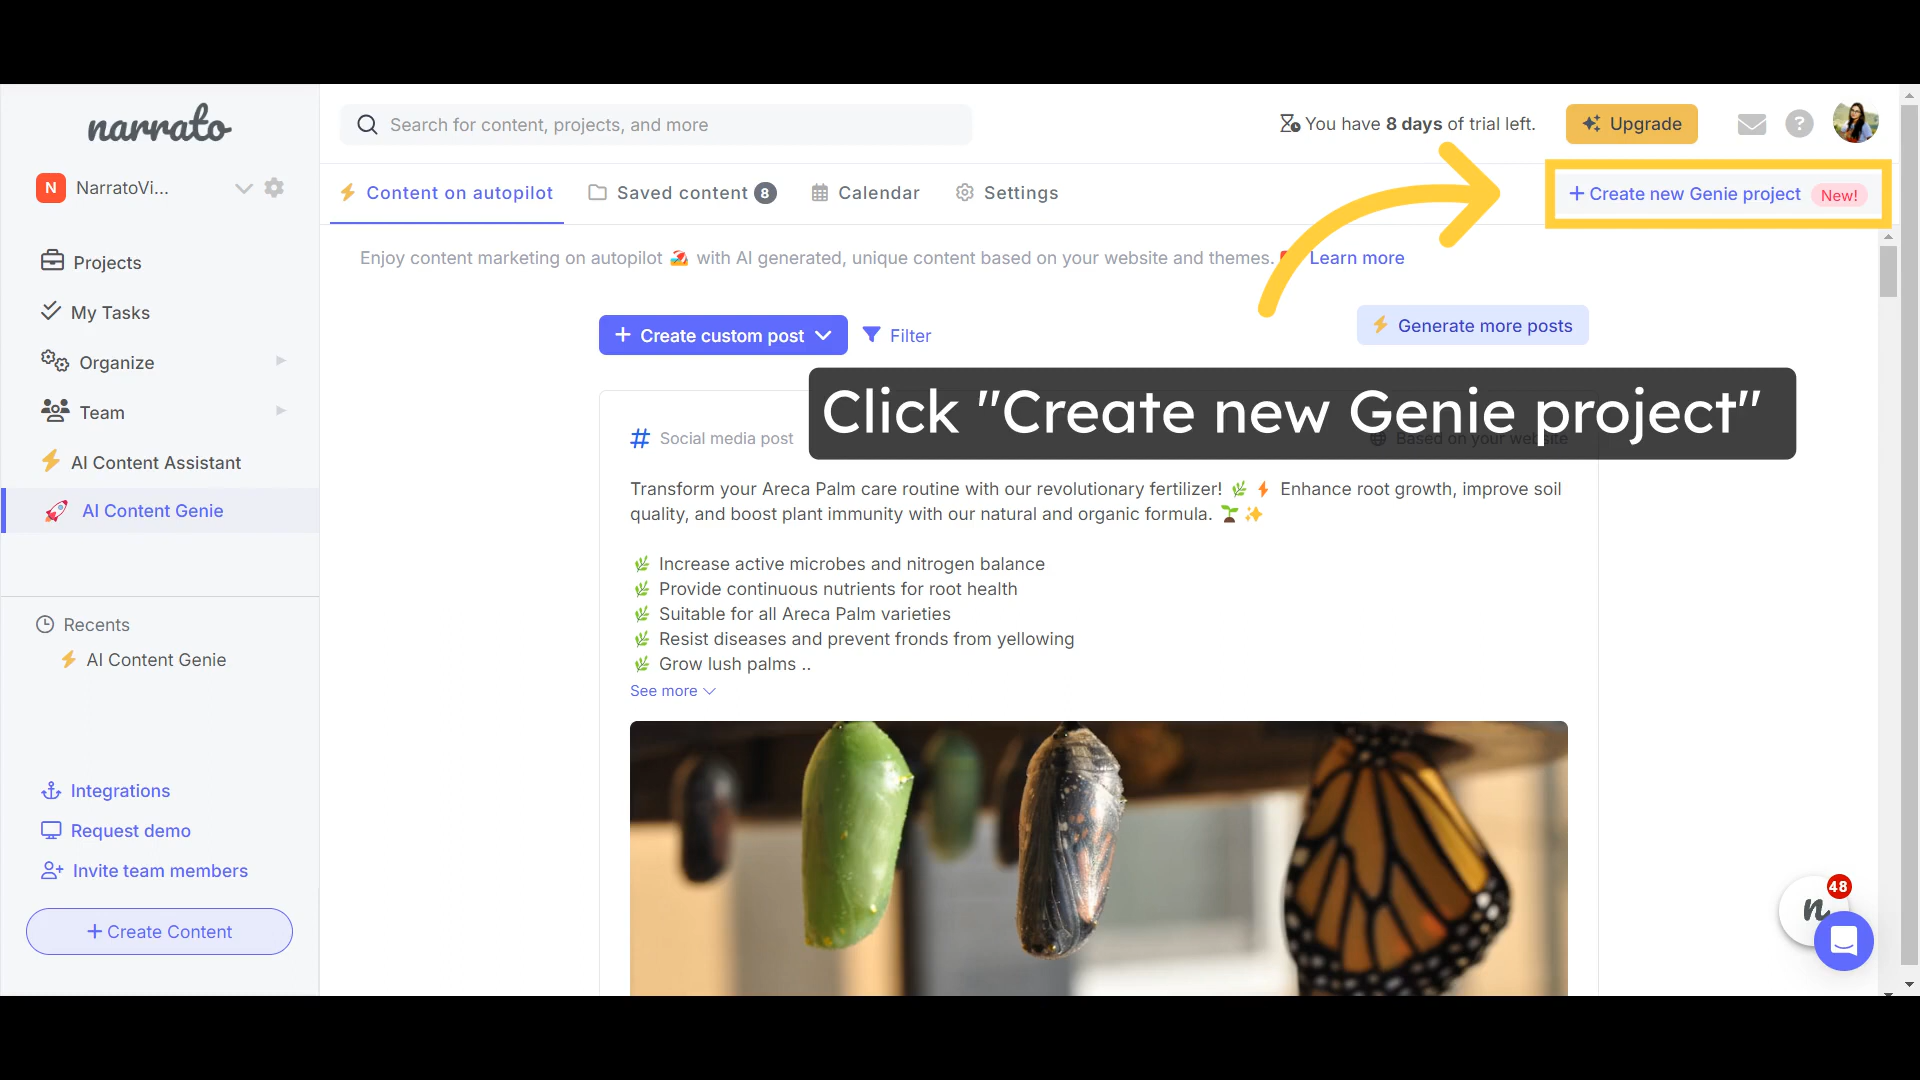 narrato
Search for content, projects, and more
You have 8 days of trial left.
Upgrade
?
N NarratoVi...
Content on autopilot
Saved content 8
Calendar
Settings
+ Create new Genie project New!
Enjoy content marketing on autopilot with AI generated, unique content based on your website and themes. Learn more
Projects
My Tasks
Organize
Team
AI Content Assistant
AI Content Genie
+ Create custom post
Filter
Generate more posts
Click "Create new Genie project"
# Social media post
Based on your website
Transform your Areca Palm care routine with our revolutionary fertilizer! 🌿⚡ Enhance root growth, improve soil
quality, and boost plant immunity with our natural and organic formula. 🌱✨
🌿 Increase active microbes and nitrogen balance
🌿 Provide continuous nutrients for root health
🌿 Suitable for all Areca Palm varieties
🌿 Resist diseases and prevent fronds from yellowing
🌿 Grow lush palms ..
See more
Recents
AI Content Genie
Integrations
Request demo
Invite team members
+ Create Content
48
n.